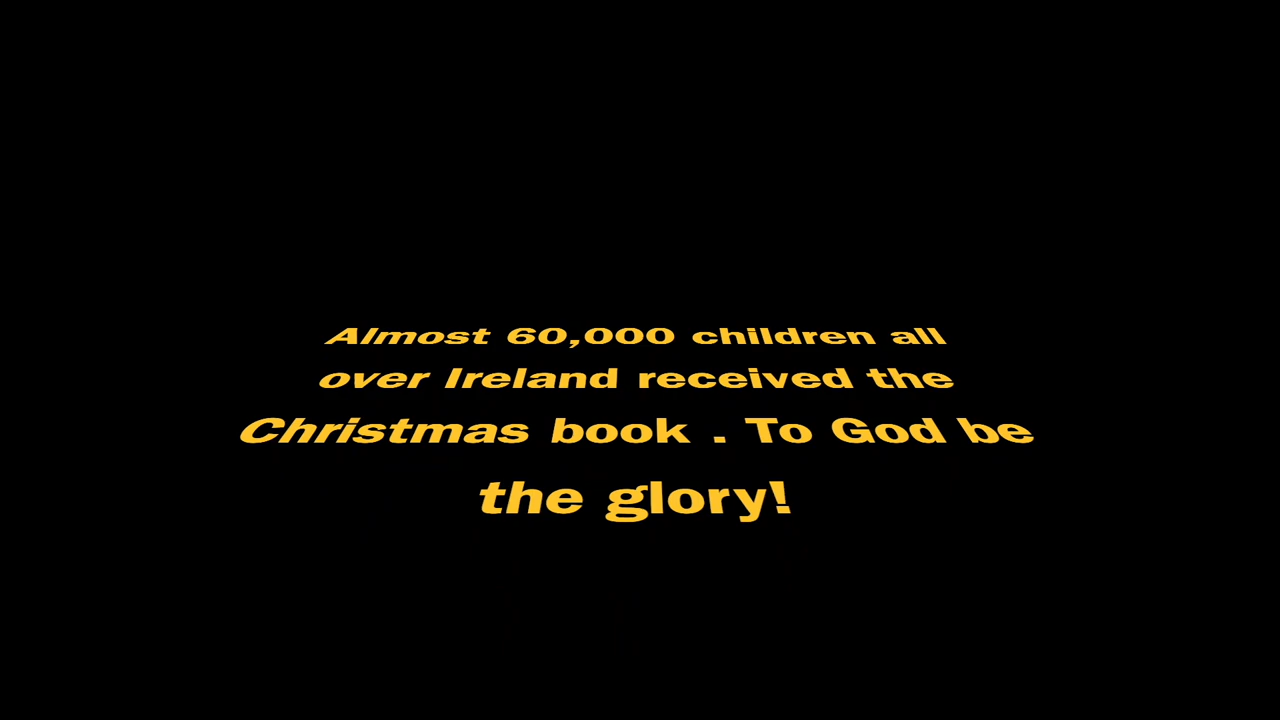 Almost 60,000 children all
over Ireland received the
Christmas book . To God be
the glory!